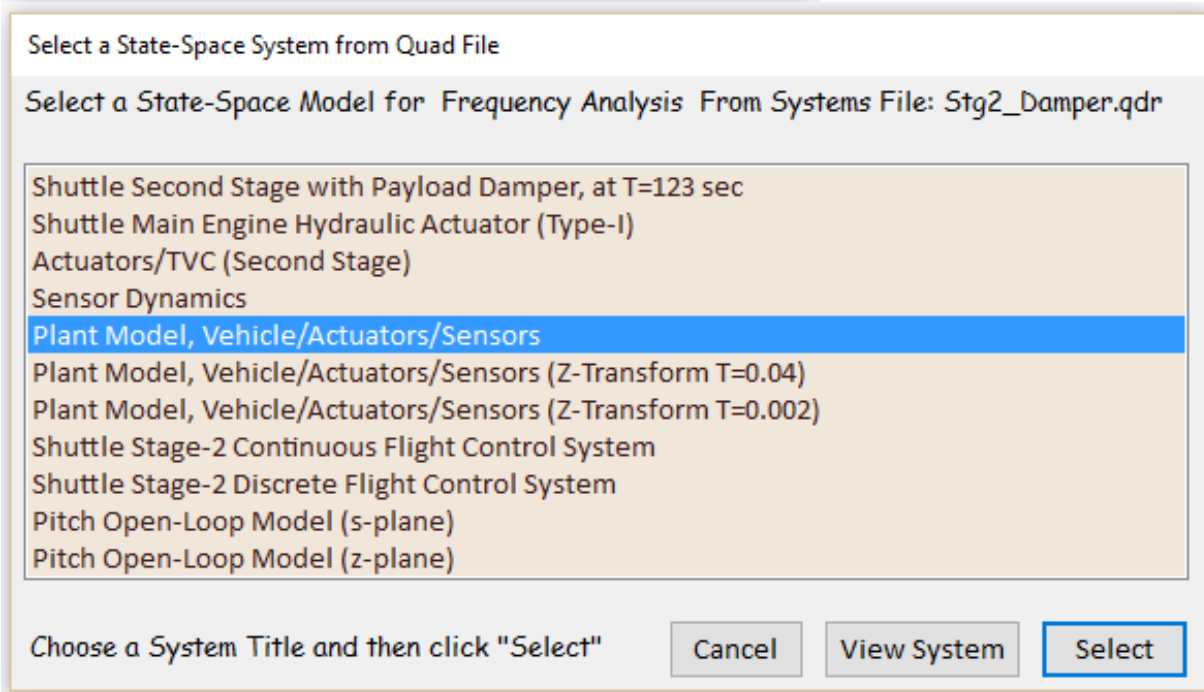 Select a State-Space System from Quad File
Select a State-Space Model for Frequency Analysis From Systems File: Stg2_Damper.qdr
Shuttle Second Stage with Payload Damper, at T=123 sec
Shuttle Main Engine Hydraulic Actuator (Type-I)
Actuators/TVC (Second Stage)
Sensor Dynamics
Plant Model, Vehicle/Actuators/Sensors
Plant Model, Vehicle/Actuators/Sensors (Z-Transform T=0.04)
Plant Model, Vehicle/Actuators/Sensors (Z-Transform T=0.002)
Shuttle Stage-2 Continuous Flight Control System
Shuttle Stage-2 Discrete Flight Control System
Pitch Open-Loop Model (s-plane)
Pitch Open-Loop Model (z-plane)
Choose a System Title and then click "Select" Cancel View System Select